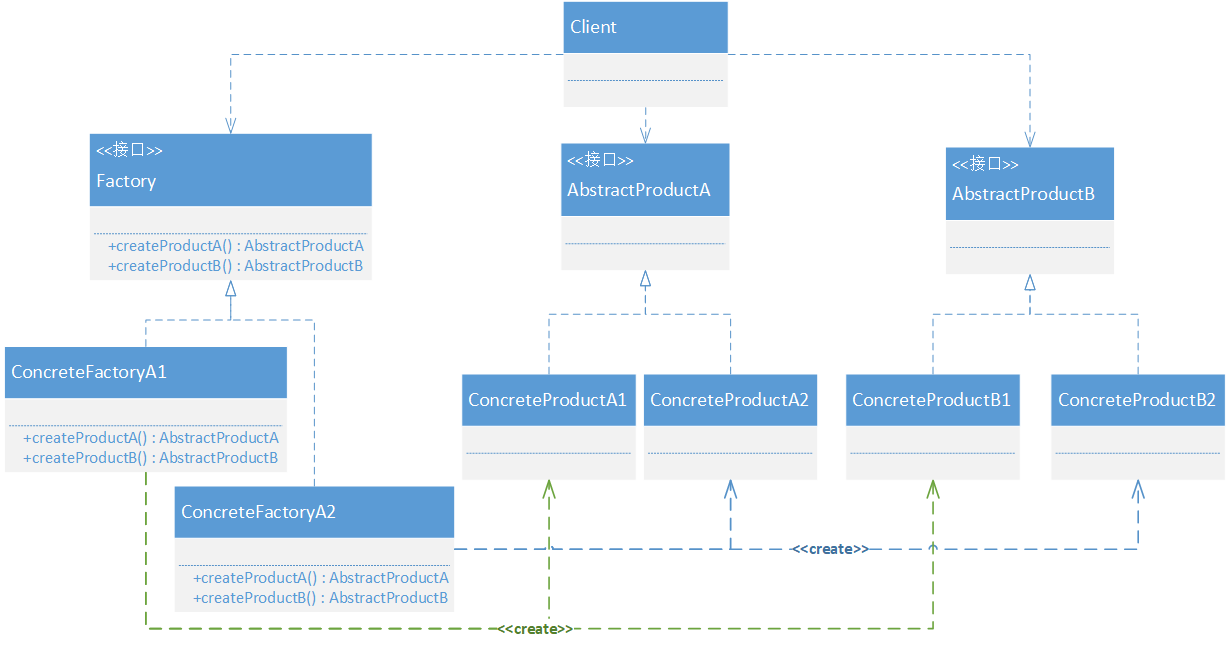 Client
<<接口>>
Factory
+createProductA() : AbstractProductA
+createProductB() : AbstractProductB
<<接口>>
AbstractProductA
<<接口>>
AbstractProductB
ConcreteFactoryA1
+createProductA() : AbstractProductA
+createProductB() : AbstractProductB
ConcreteProductA1
ConcreteProductA2
ConcreteProductB1
ConcreteProductB2
ConcreteFactoryA2
+createProductA() : AbstractProductA
+createProductB() : AbstractProductB
<<create>>
<<create>>